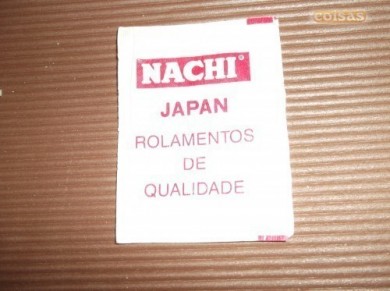 coisas
NACHI
JAPAN
ROLAMENTOS
DE
QUALIDADE